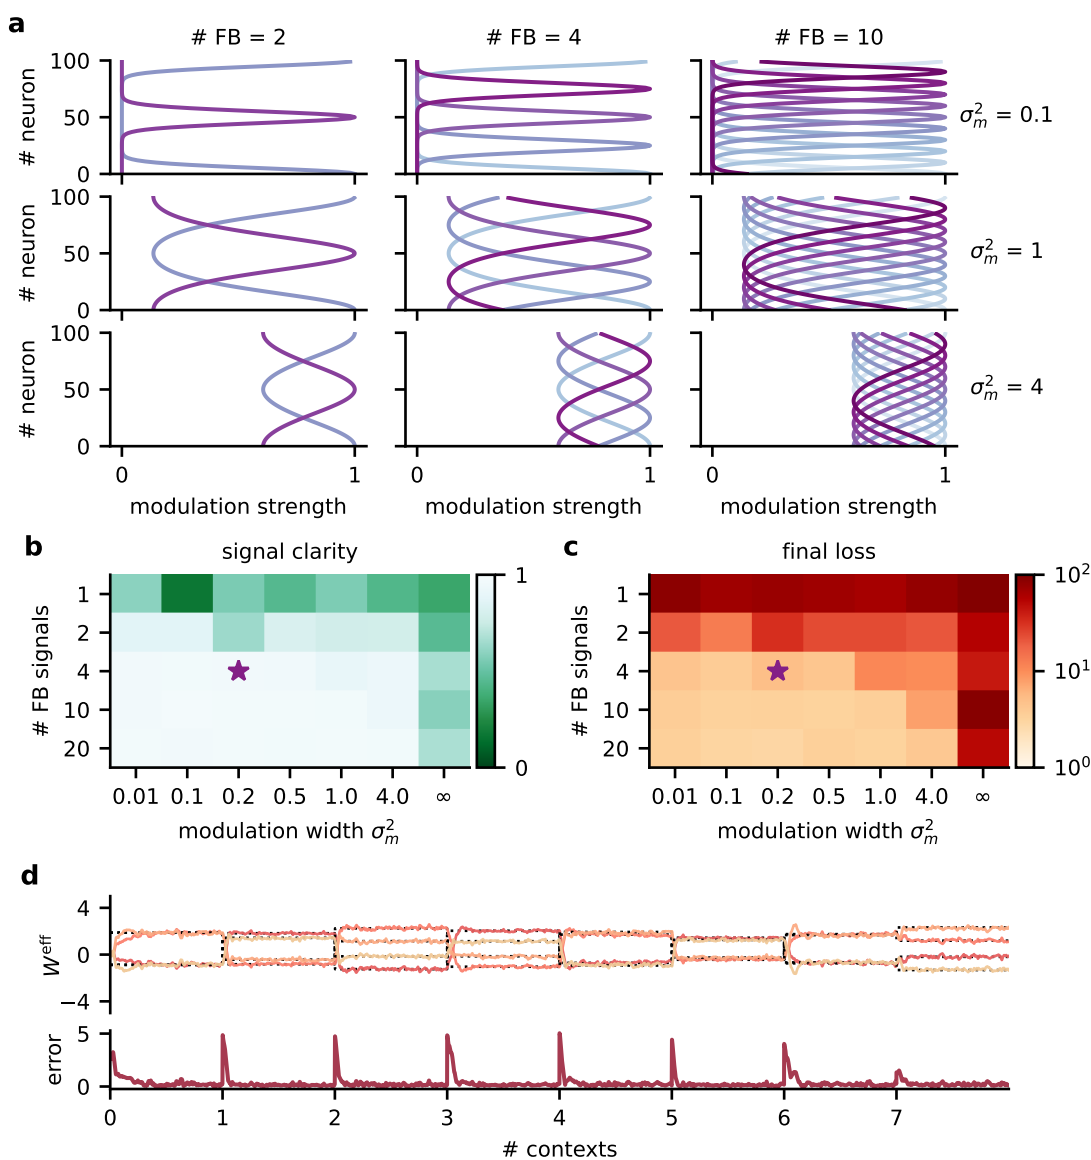 a
# FB = 2
# FB = 4
# FB = 10
# neuron
100
50
0
σ²ₘ = 0.1
# neuron
100
50
0
σ²ₘ = 1
# neuron
100
50
0
σ²ₘ = 4
0 1
0 1
0 1
modulation strength
modulation strength
modulation strength
b
signal clarity
# FB signals
1
2
4
10
20
0.01 0.1 0.2 0.5 1.0 4.0 ∞
modulation width σ²ₘ
1
0
c
final loss
# FB signals
1
2
4
10
20
0.01 0.1 0.2 0.5 1.0 4.0 ∞
modulation width σ²ₘ
10²
10¹
10⁰
d
Wᵉᶠᶠ
4
0
−4
error
5
0
0 1 2 3 4 5 6 7
# contexts